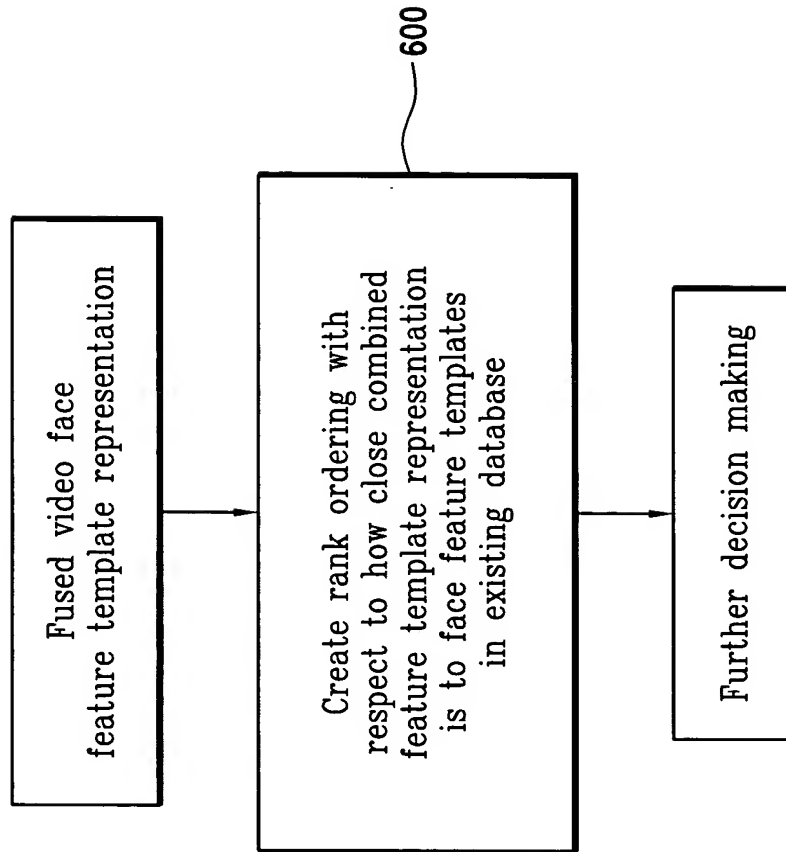 Fused video face
feature template representation
Create rank ordering with
respect to how close combined
feature template representation
is to face feature templates
in existing database
600
Further decision making